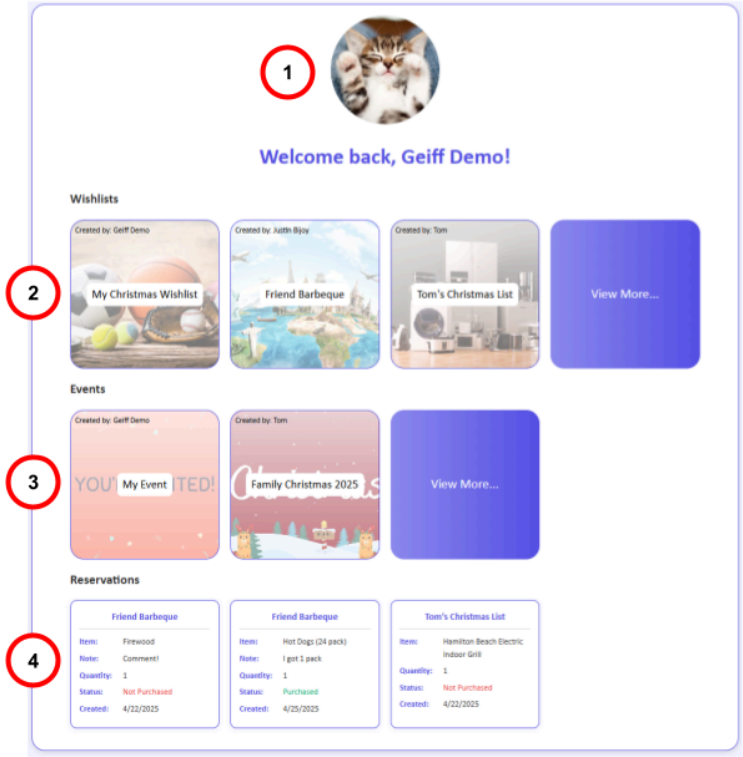 1
Welcome back, Geiff Demo!
Wishlists
Created by: Geiff Demo
Created by: Justin Bijoy
Created by: Tom
2
My Christmas Wishlist
Friend Barbeque
Tom's Christmas List
View More...
Events
Created by: Geiff Demo
Created by: Tom
3
YOU' ITED!
My Event
Christmas
Family Christmas 2025
View More...
Reservations
4
Friend Barbeque
Item: Firewood
Note: Comment!
Quantity: 1
Status: Not Purchased
Created: 4/22/2025
Friend Barbeque
Item: Hot Dogs (24 pack)
Note: I got 1 pack
Quantity: 1
Status: Purchased
Created: 4/25/2025
Tom's Christmas List
Item: Hamilton Beach Electric
Indoor Grill
Quantity: 1
Status: Not Purchased
Created: 4/22/2025